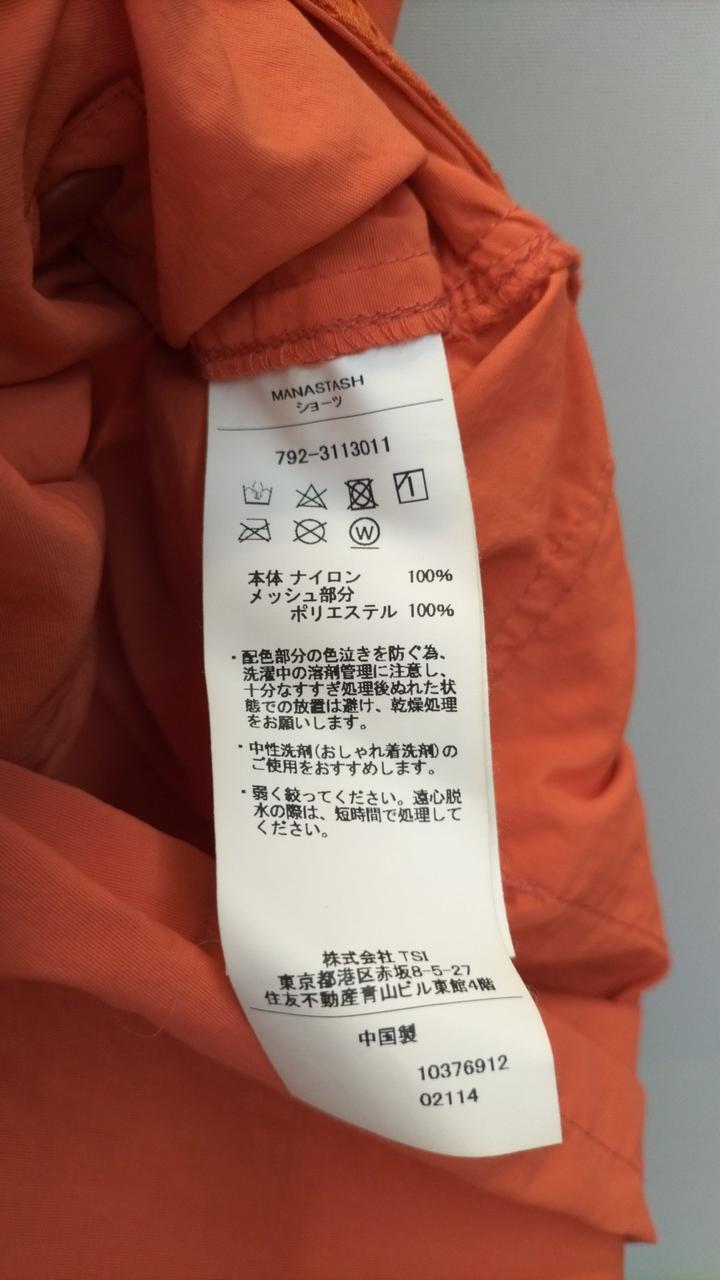 MANASTASH
ショーツ
792-3113011
W
本体 ナイロン 100%
メッシュ部分
ポリエステル 100%
・配色部分の色泣きを防ぐ為、
洗濯中の溶剤管理に注意し、
十分なすすぎ処理後ぬれた状
態での放置は避け、乾燥処理
をお願いします。
・中性洗剤(おしゃれ着洗剤)の
ご使用をおすすめします。
・弱く絞ってください。遠心脱
水の際は、短時間で処理して
ください。
株式会社 TSI
東京都港区赤坂8-5-27
住友不動産青山ビル東館4階
中国製
10376912
02114